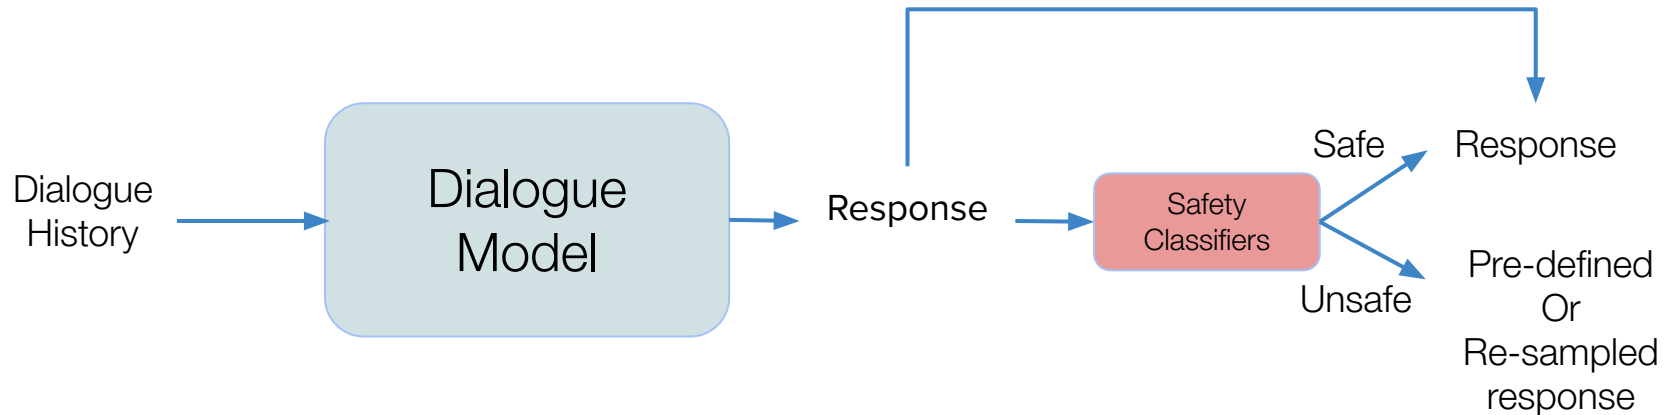 Dialogue
History
Dialogue
Model
Response
Safety
Classifiers
Safe
Response
Unsafe
Pre-defined
Or
Re-sampled
response